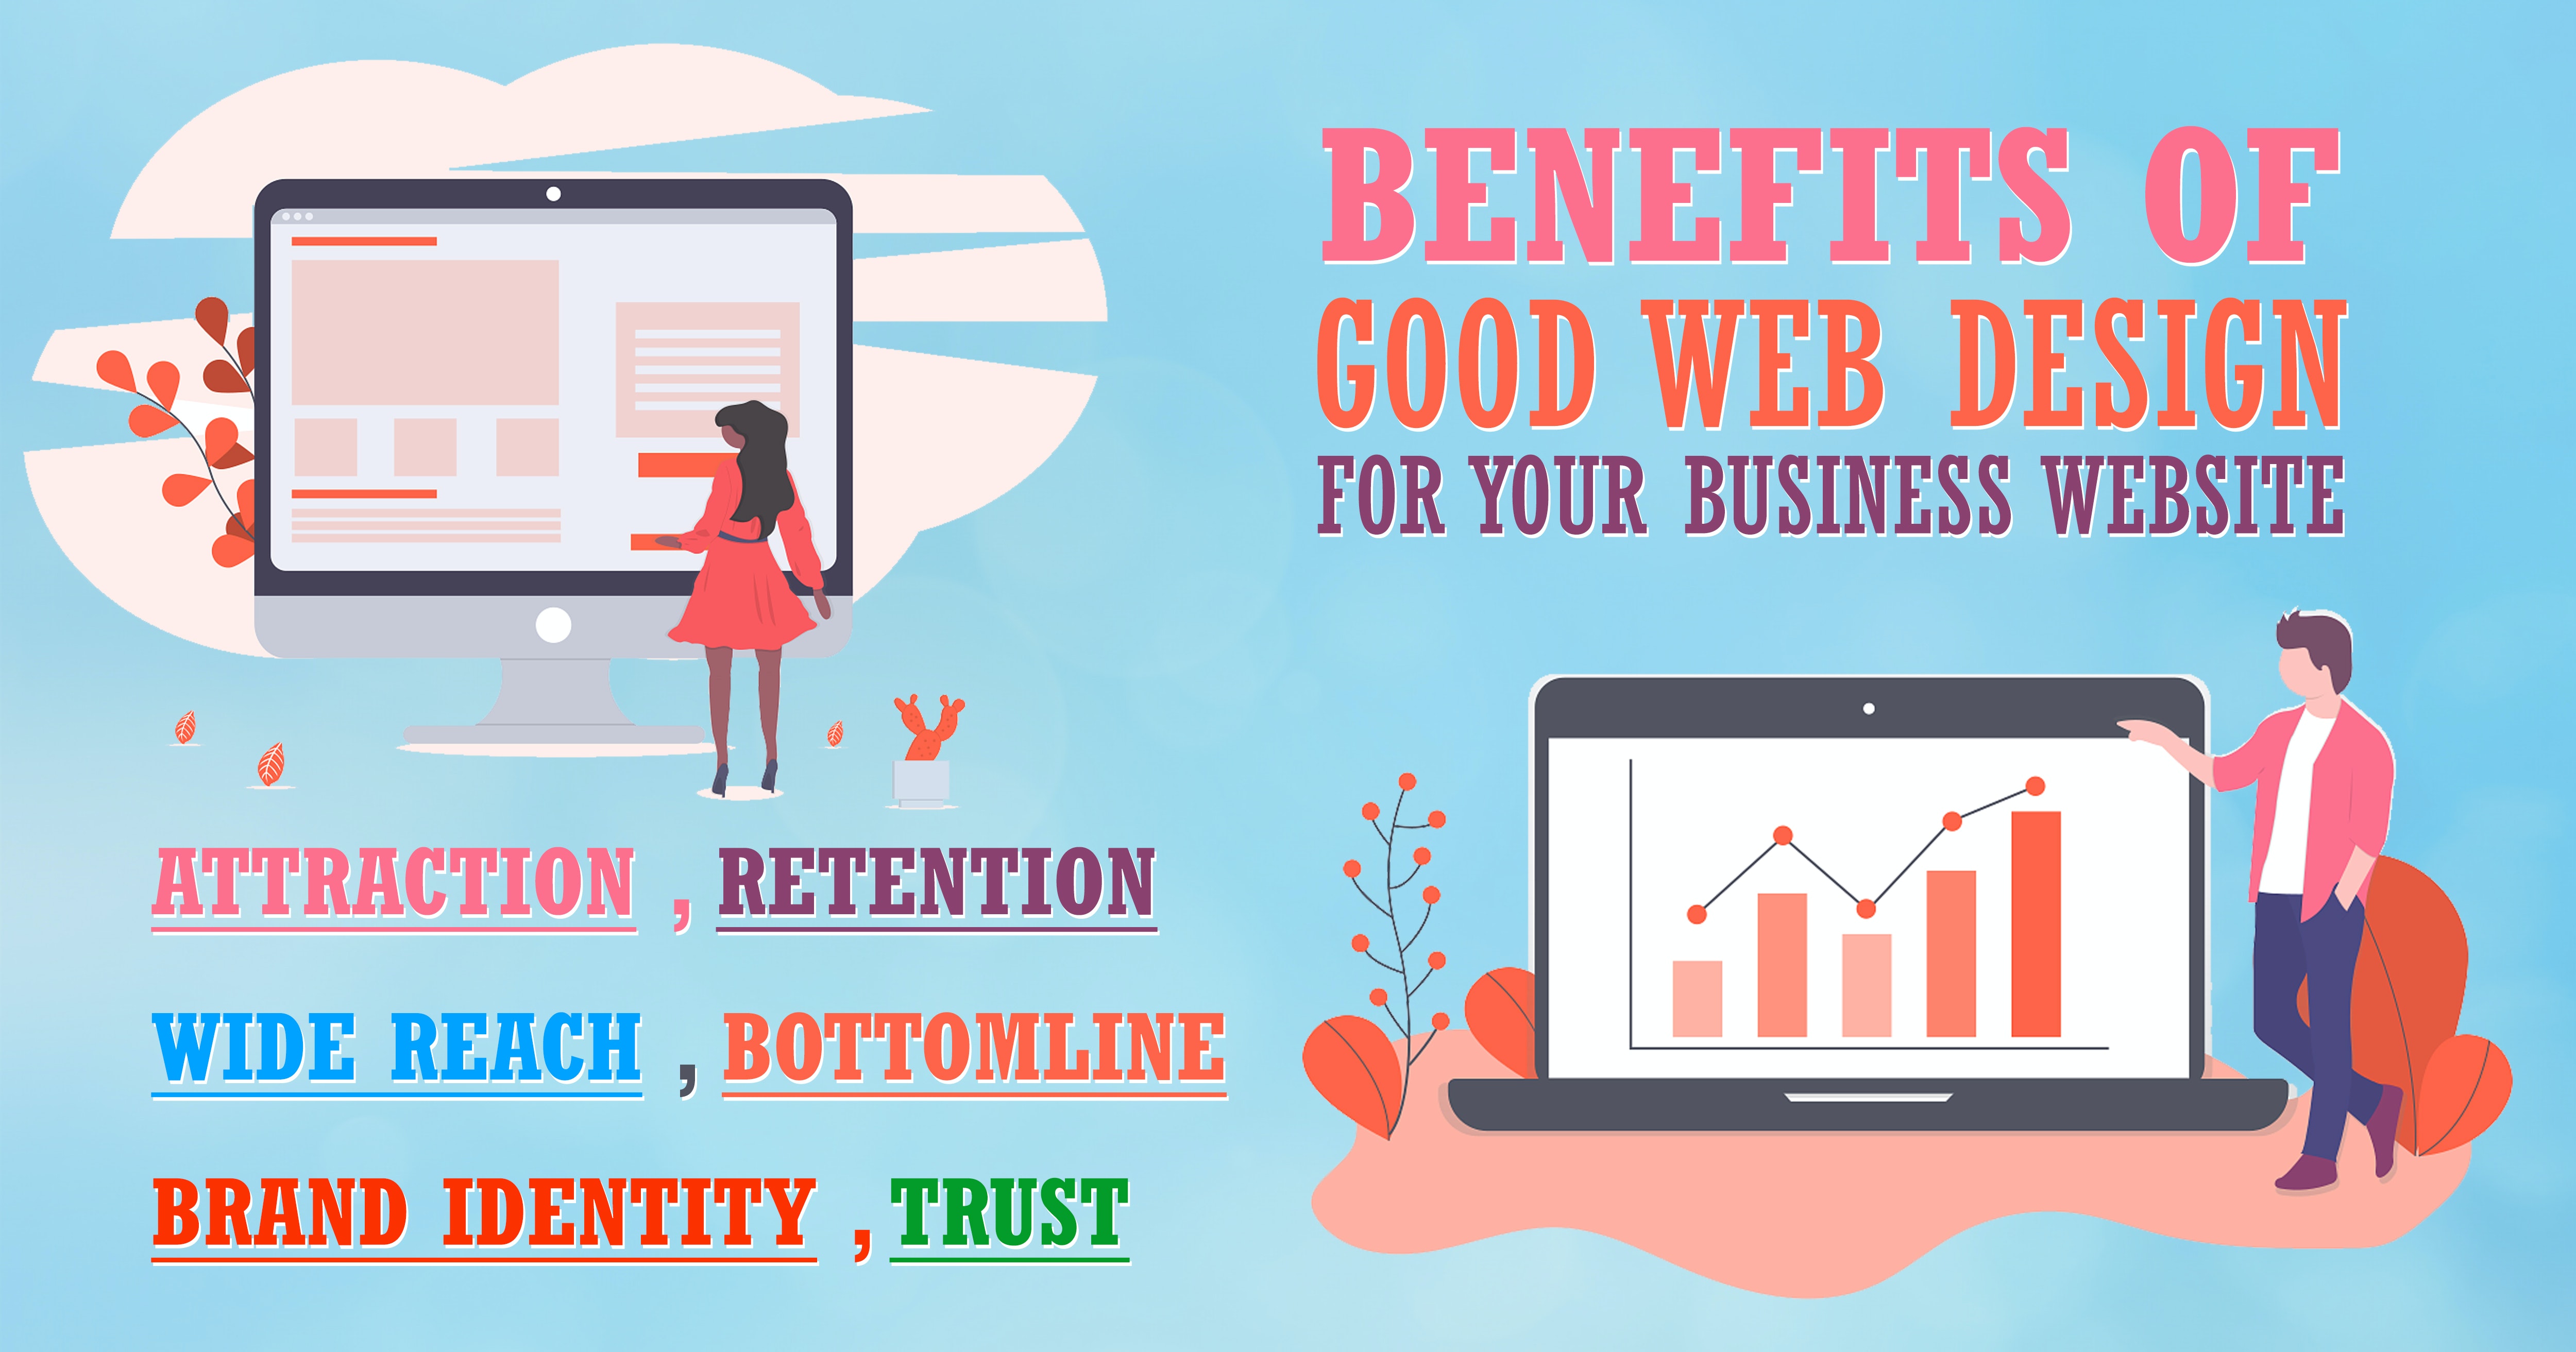 BENEFITS OF
GOOD WEB DESIGN
FOR YOUR BUSINESS WEBSITE
ATTRACTION , RETENTION
WIDE REACH , BOTTOMLINE
BRAND IDENTITY , TRUST